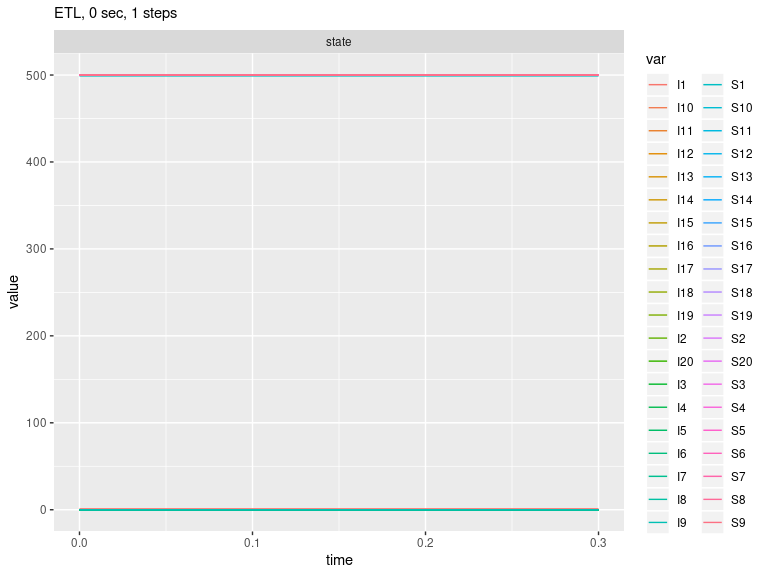 ETL, 0 sec, 1 steps
state
500
400
300
200
100
0
value
0.0 0.1 0.2 0.3
time
var
I1 S1
I10 S10
I11 S11
I12 S12
I13 S13
I14 S14
I15 S15
I16 S16
I17 S17
I18 S18
I19 S19
I2 S2
I20 S20
I3 S3
I4 S4
I5 S5
I6 S6
I7 S7
I8 S8
I9 S9